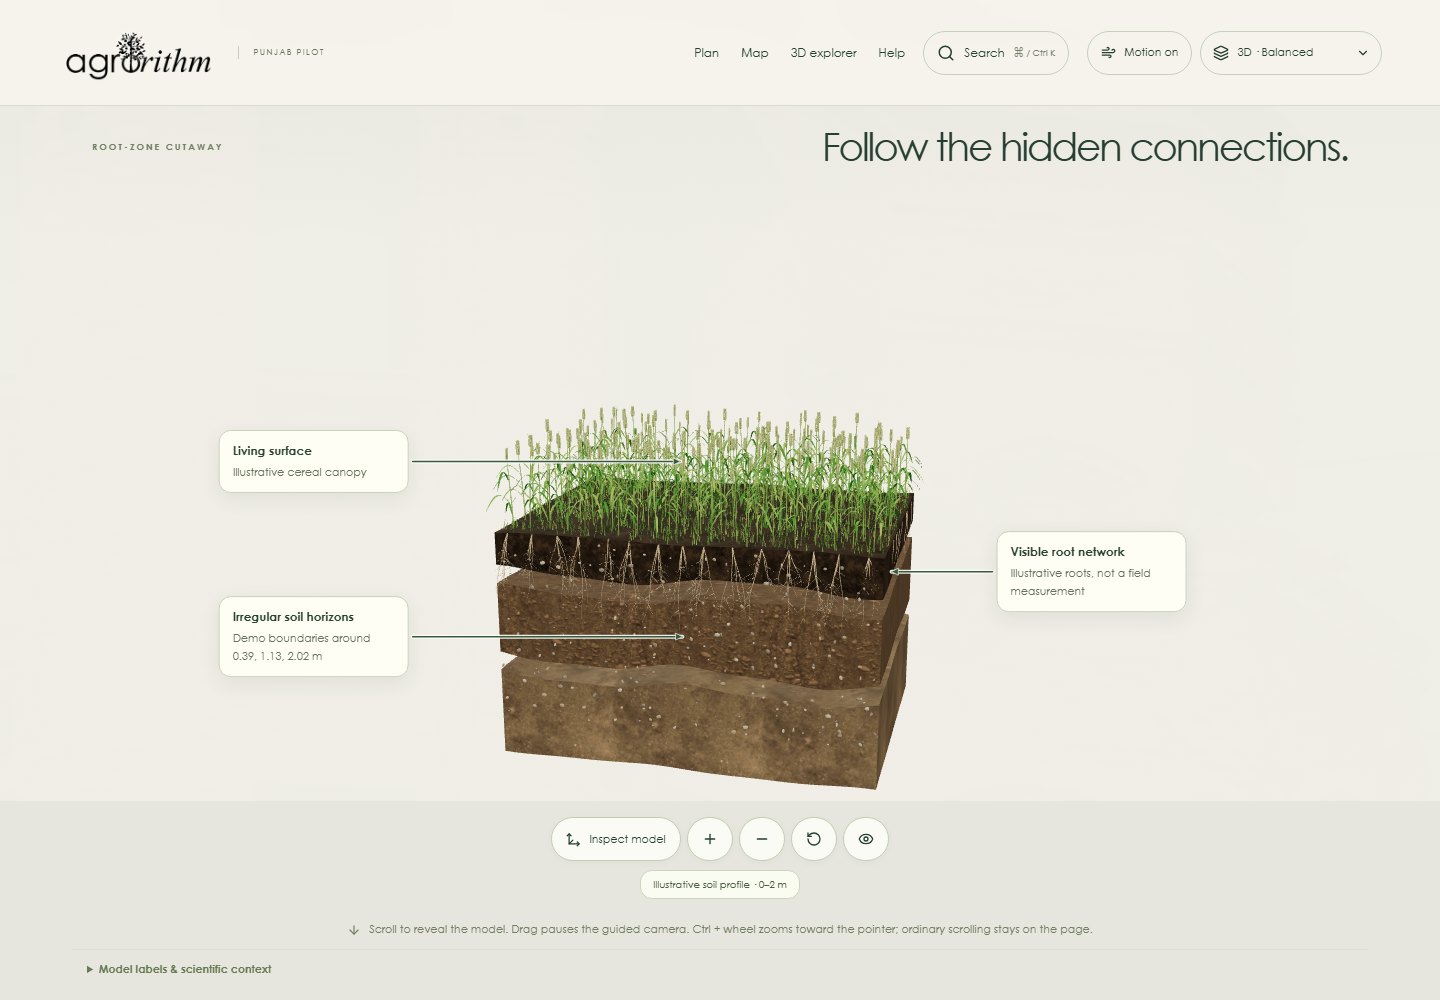 agrorithm
PUNJAB PILOT
Plan
Map
3D explorer
Help
Search ⌘ / Ctrl K
Motion on
3D · Balanced
ROOT-ZONE CUTAWAY
Follow the hidden connections.
Living surface
Illustrative cereal canopy
Visible root network
Illustrative roots, not a field
measurement
Irregular soil horizons
Demo boundaries around
0.39, 1.13, 2.02 m
Inspect model
Illustrative soil profile · 0–2 m
Scroll to reveal the model. Drag pauses the guided camera. Ctrl + wheel zooms toward the pointer; ordinary scrolling stays on the page.
Model labels & scientific context